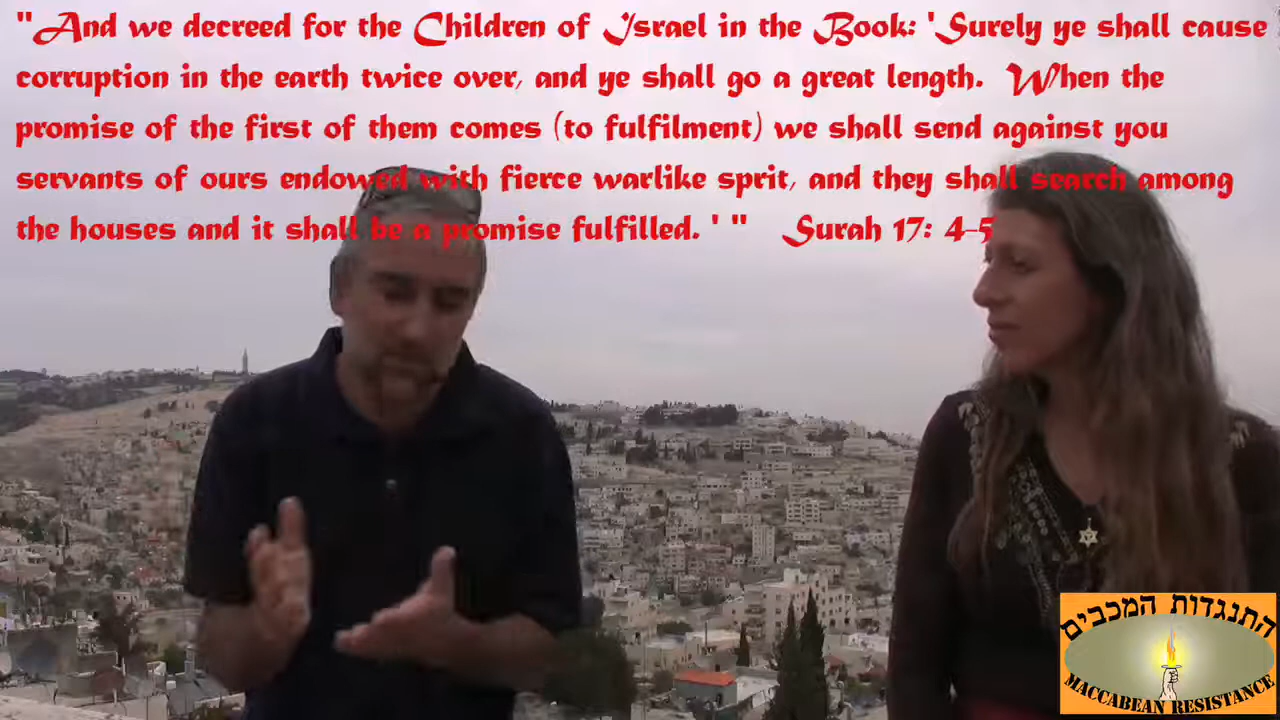 "And we decreed for the Children of Israel in the Book: 'Surely ye shall cause
corruption in the earth twice over, and ye shall go a great length. When the
promise of the first of them comes (to fulfilment) we shall send against you
servants of ours endowed with fierce warlike sprit, and they shall search among
the houses and it shall be a promise fulfilled. ' " Surah 17: 4-5
התנגדות המכבים
MACCABEAN RESISTANCE